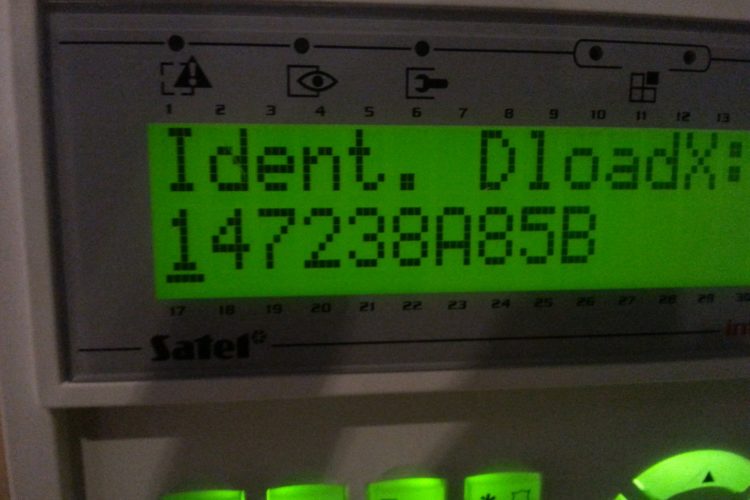 1 2 3 4 5 6 7 8 9 10 11 12 13
Ident. DloadX:
147238A85B
17 18 19 20 21 22 23 24 25 26 27 28 29
Satel